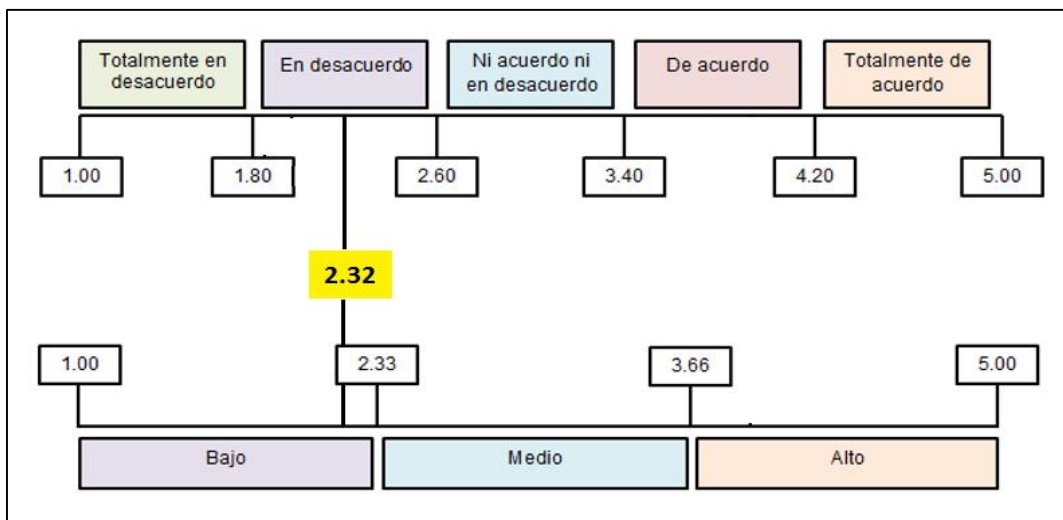 Totalmente en
desacuerdo
En desacuerdo
Ni acuerdo ni
en desacuerdo
De acuerdo
Totalmente de
acuerdo
1.00
1.80
2.60
3.40
4.20
5.00
2.32
1.00
2.33
3.66
5.00
Bajo
Medio
Alto